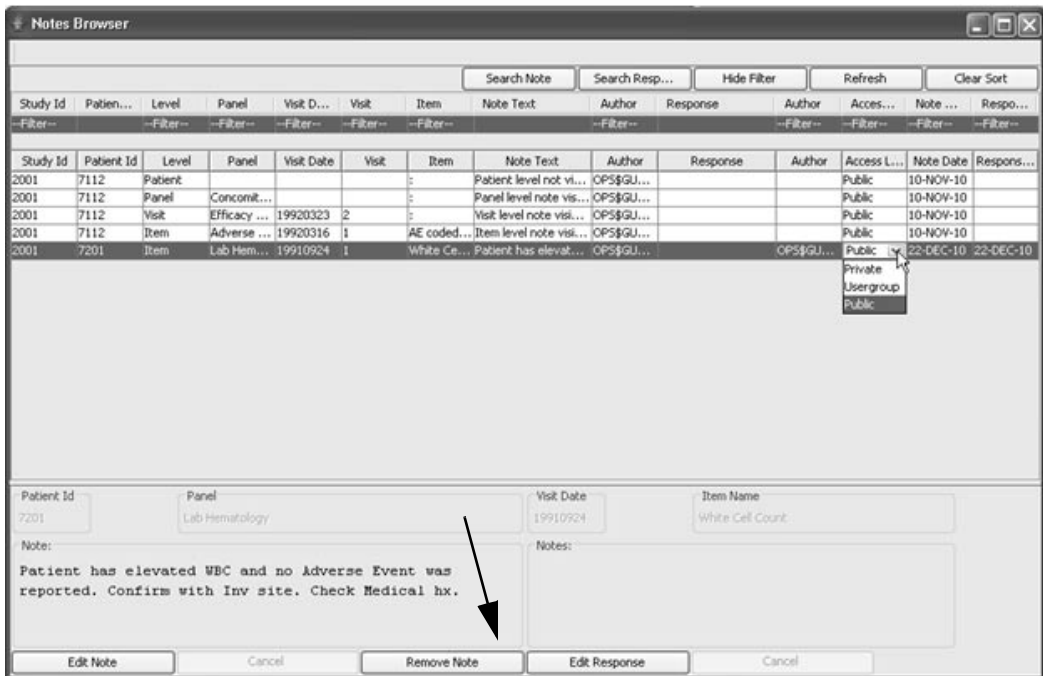 Notes Browser
Search Note Search Resp... Hide Filter Refresh Clear Sort
Study Id Patien... Level Panel Visit D... Visit Item Note Text Author Response Author Acces... Note ... Respo...
--Filter-- --Filter-- --Filter-- --Filter-- --Filter-- --Filter-- --Filter-- --Filter-- --Filter-- --Filter-- --Filter--
Study Id Patient Id Level Panel Visit Date Visit Item Note Text Author Response Author Access L... Note Date Respons...
2001 7112 Patient : Patient level not vi... OPS$GU... Public 10-NOV-10
2001 7112 Panel Concomit... : Panel level note vis... OPS$GU... Public 10-NOV-10
2001 7112 Visit Efficacy ... 19920323 2 : Visit level note visi... OPS$GU... Public 10-NOV-10
2001 7112 Item Adverse ... 19920316 1 AE coded... Item level note visi... OPS$GU... Public 10-NOV-10
2001 7201 Item Lab Hem... 19910924 1 White Ce... Patient has elevat... OPS$GU... OPS$GU... Public 22-DEC-10 22-DEC-10
Private
Usergroup
Public
Patient Id Panel Visit Date Item Name
7201 Lab Hematology 19910924 White Cell Count
Note: Notes:
Patient has elevated WBC and no Adverse Event was
reported. Confirm with Inv site. Check Medical hx.
Edit Note Cancel Remove Note Edit Response Cancel